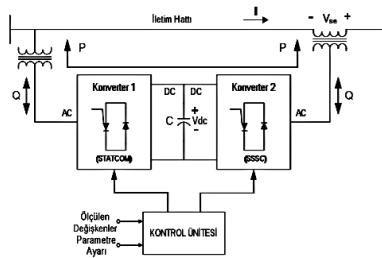 İletim Hattı
I
- Vse +
P
P
Q
Q
Konverter 1
DC
DC
Konverter 2
AC
AC
+
C
Vdc
-
(STATCOM)
(SSSC)
Ölçülen
Değişkenler
Parametre
Ayarı
KONTROL ÜNİTESİ